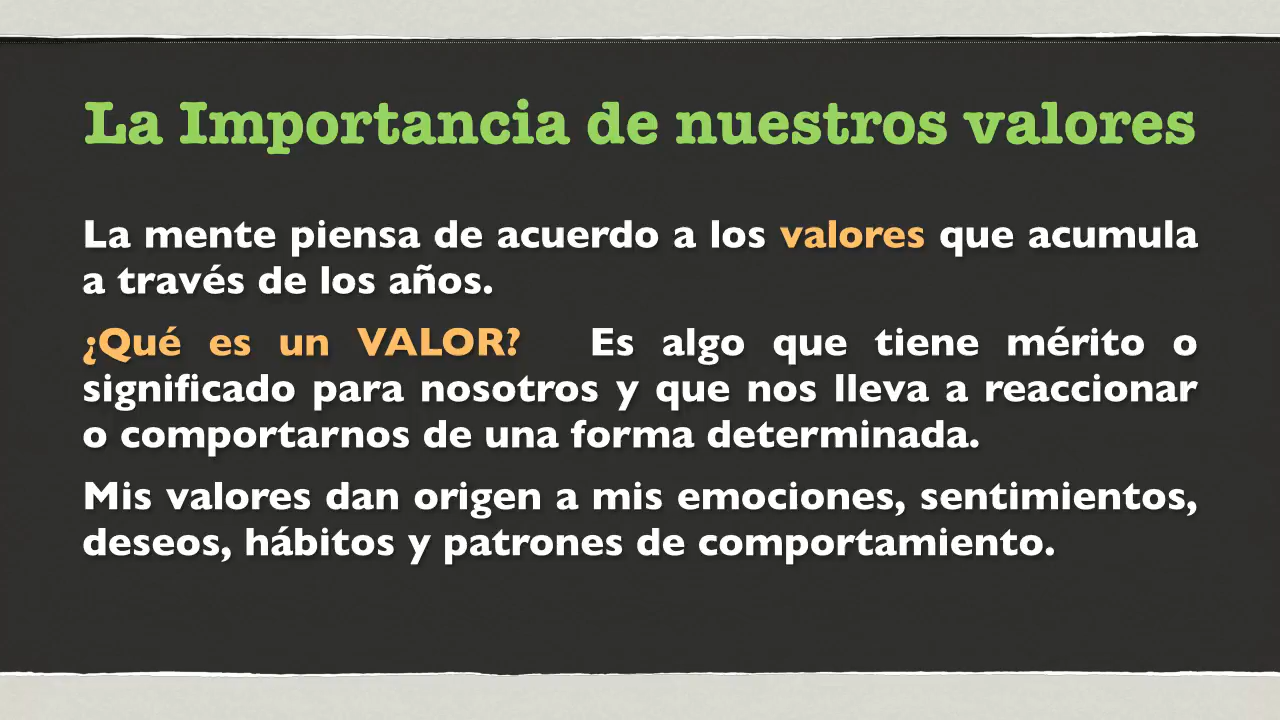 La Importancia de nuestros valores
La mente piensa de acuerdo a los valores que acumula
a través de los años.
¿Qué es un VALOR? Es algo que tiene mérito o
significado para nosotros y que nos lleva a reaccionar
o comportarnos de una forma determinada.
Mis valores dan origen a mis emociones, sentimientos,
deseos, hábitos y patrones de comportamiento.